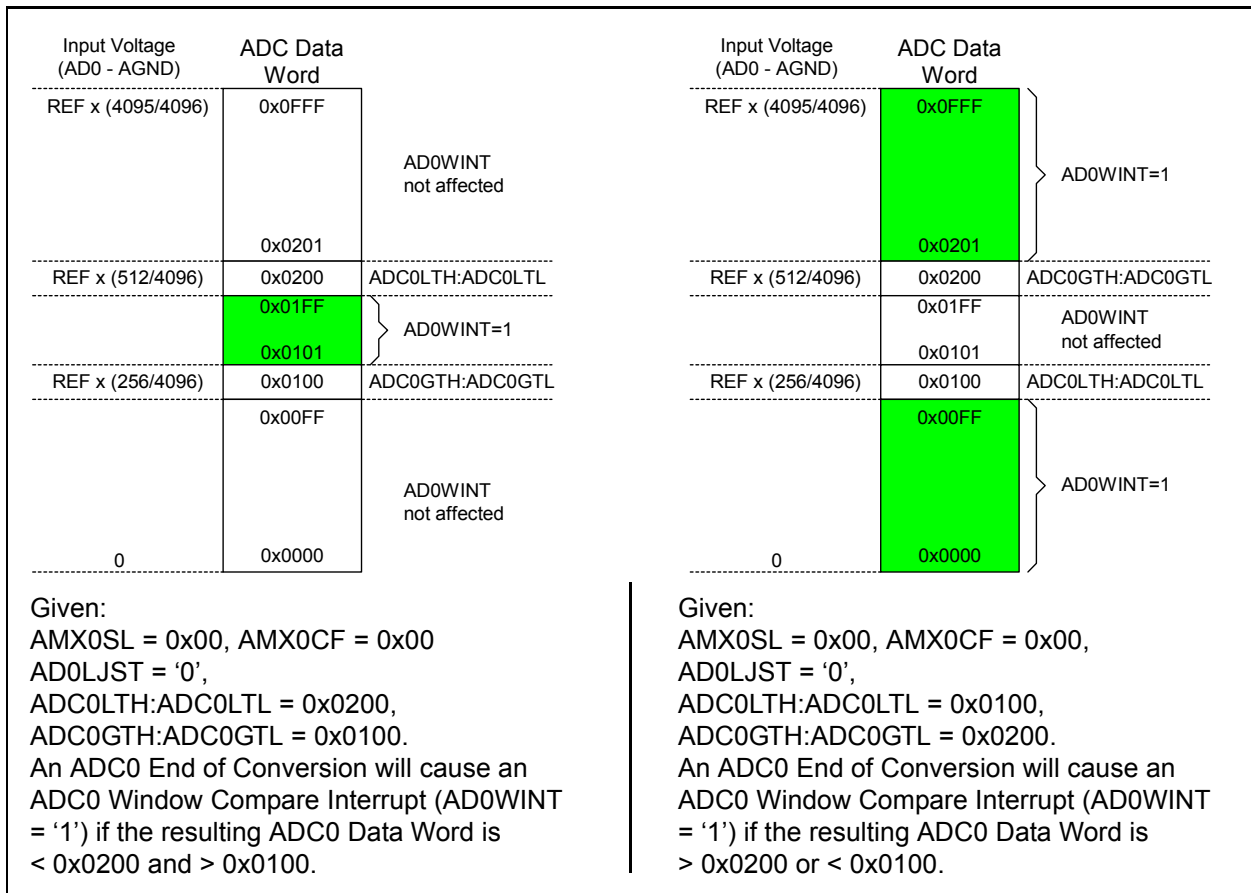 Input Voltage
(AD0 - AGND)
ADC Data
Word
REF x (4095/4096)
0x0FFF
AD0WINT
not affected
0x0201
REF x (512/4096)
0x0200
ADC0LTH:ADC0LTL
0x01FF
AD0WINT=1
0x0101
REF x (256/4096)
0x0100
ADC0GTH:ADC0GTL
0x00FF
AD0WINT
not affected
0
0x0000
Given:
AMX0SL = 0x00, AMX0CF = 0x00
AD0LJST = ‘0’,
ADC0LTH:ADC0LTL = 0x0200,
ADC0GTH:ADC0GTL = 0x0100.
An ADC0 End of Conversion will cause an
ADC0 Window Compare Interrupt (AD0WINT
= ‘1’) if the resulting ADC0 Data Word is
< 0x0200 and > 0x0100.
Input Voltage
(AD0 - AGND)
ADC Data
Word
REF x (4095/4096)
0x0FFF
AD0WINT=1
0x0201
REF x (512/4096)
0x0200
ADC0GTH:ADC0GTL
0x01FF
AD0WINT
not affected
0x0101
REF x (256/4096)
0x0100
ADC0LTH:ADC0LTL
0x00FF
AD0WINT=1
0
0x0000
Given:
AMX0SL = 0x00, AMX0CF = 0x00,
AD0LJST = ‘0’,
ADC0LTH:ADC0LTL = 0x0100,
ADC0GTH:ADC0GTL = 0x0200.
An ADC0 End of Conversion will cause an
ADC0 Window Compare Interrupt (AD0WINT
= ‘1’) if the resulting ADC0 Data Word is
> 0x0200 or < 0x0100.